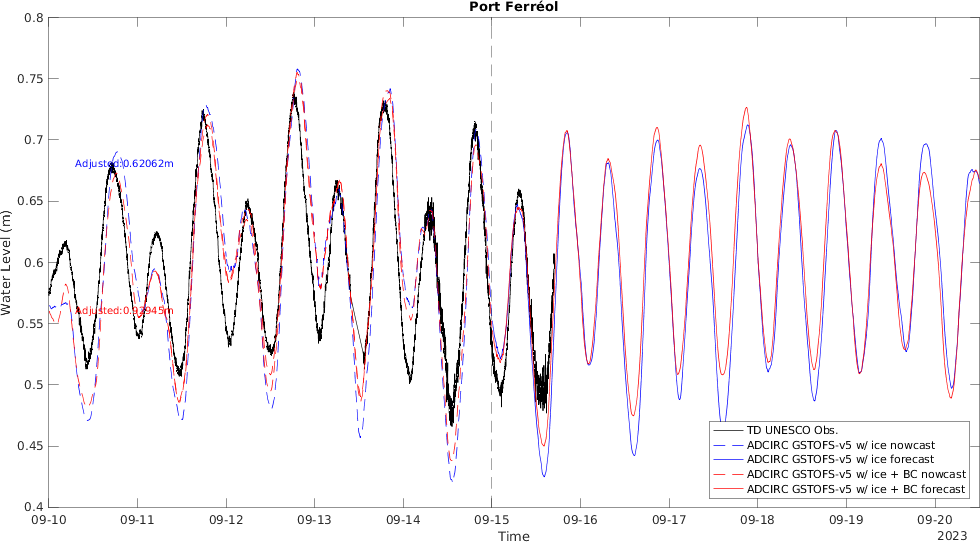 Port Ferréol
0.8
0.75
0.7
0.65
0.6
0.55
0.5
0.45
0.4
Water Level (m)
Adjusted:0.62062m
09-10
09-11
09-12
09-13
09-14
09-15
09-16
09-17
09-18
09-19
09-20
2023
Time
TD UNESCO Obs.
ADCIRC GSTOFS-v5 w/ ice nowcast
ADCIRC GSTOFS-v5 w/ ice forecast
ADCIRC GSTOFS-v5 w/ ice + BC nowcast
ADCIRC GSTOFS-v5 w/ ice + BC forecast